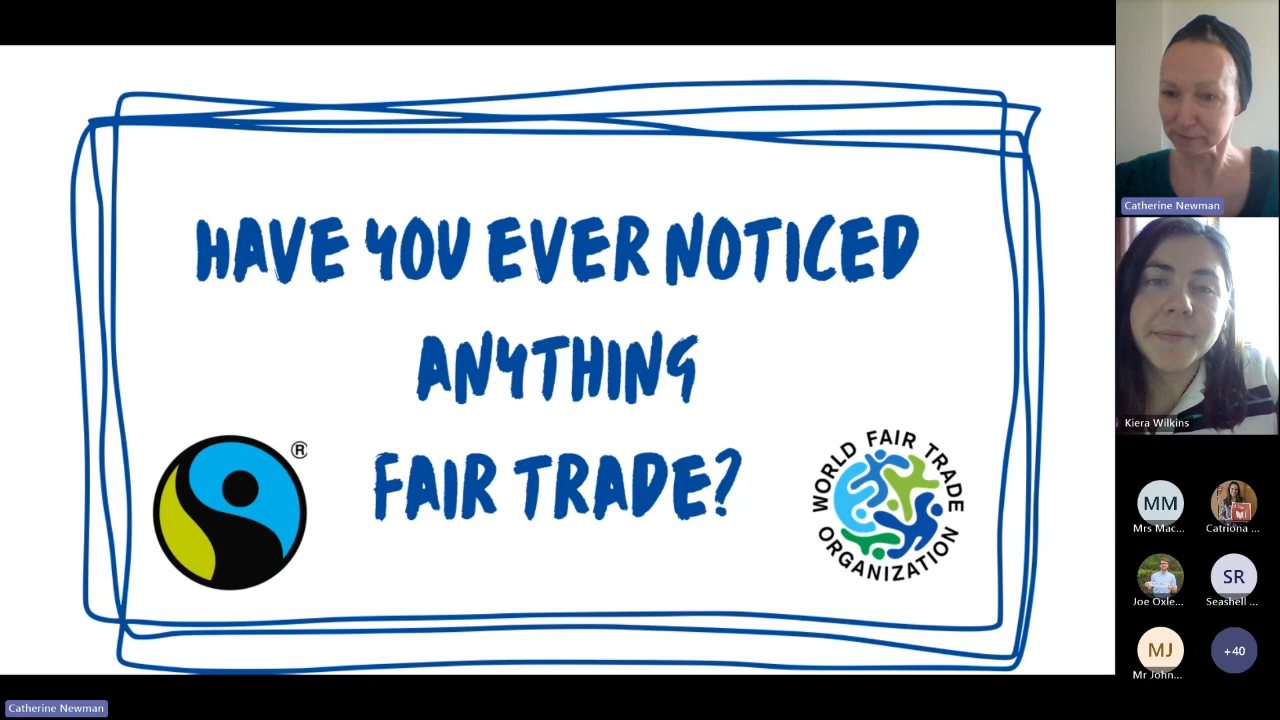 HAVE YOU EVER NOTICED
ANYTHING
FAIR TRADE?
®
WORLD FAIR TRADE
ORGANIZATION
Catherine Newman
Kiera Wilkins
MM
Mrs Mac...
Catriona ...
Joe Oxle...
SR
Seashell ...
MJ
Mr John...
+40
Catherine Newman